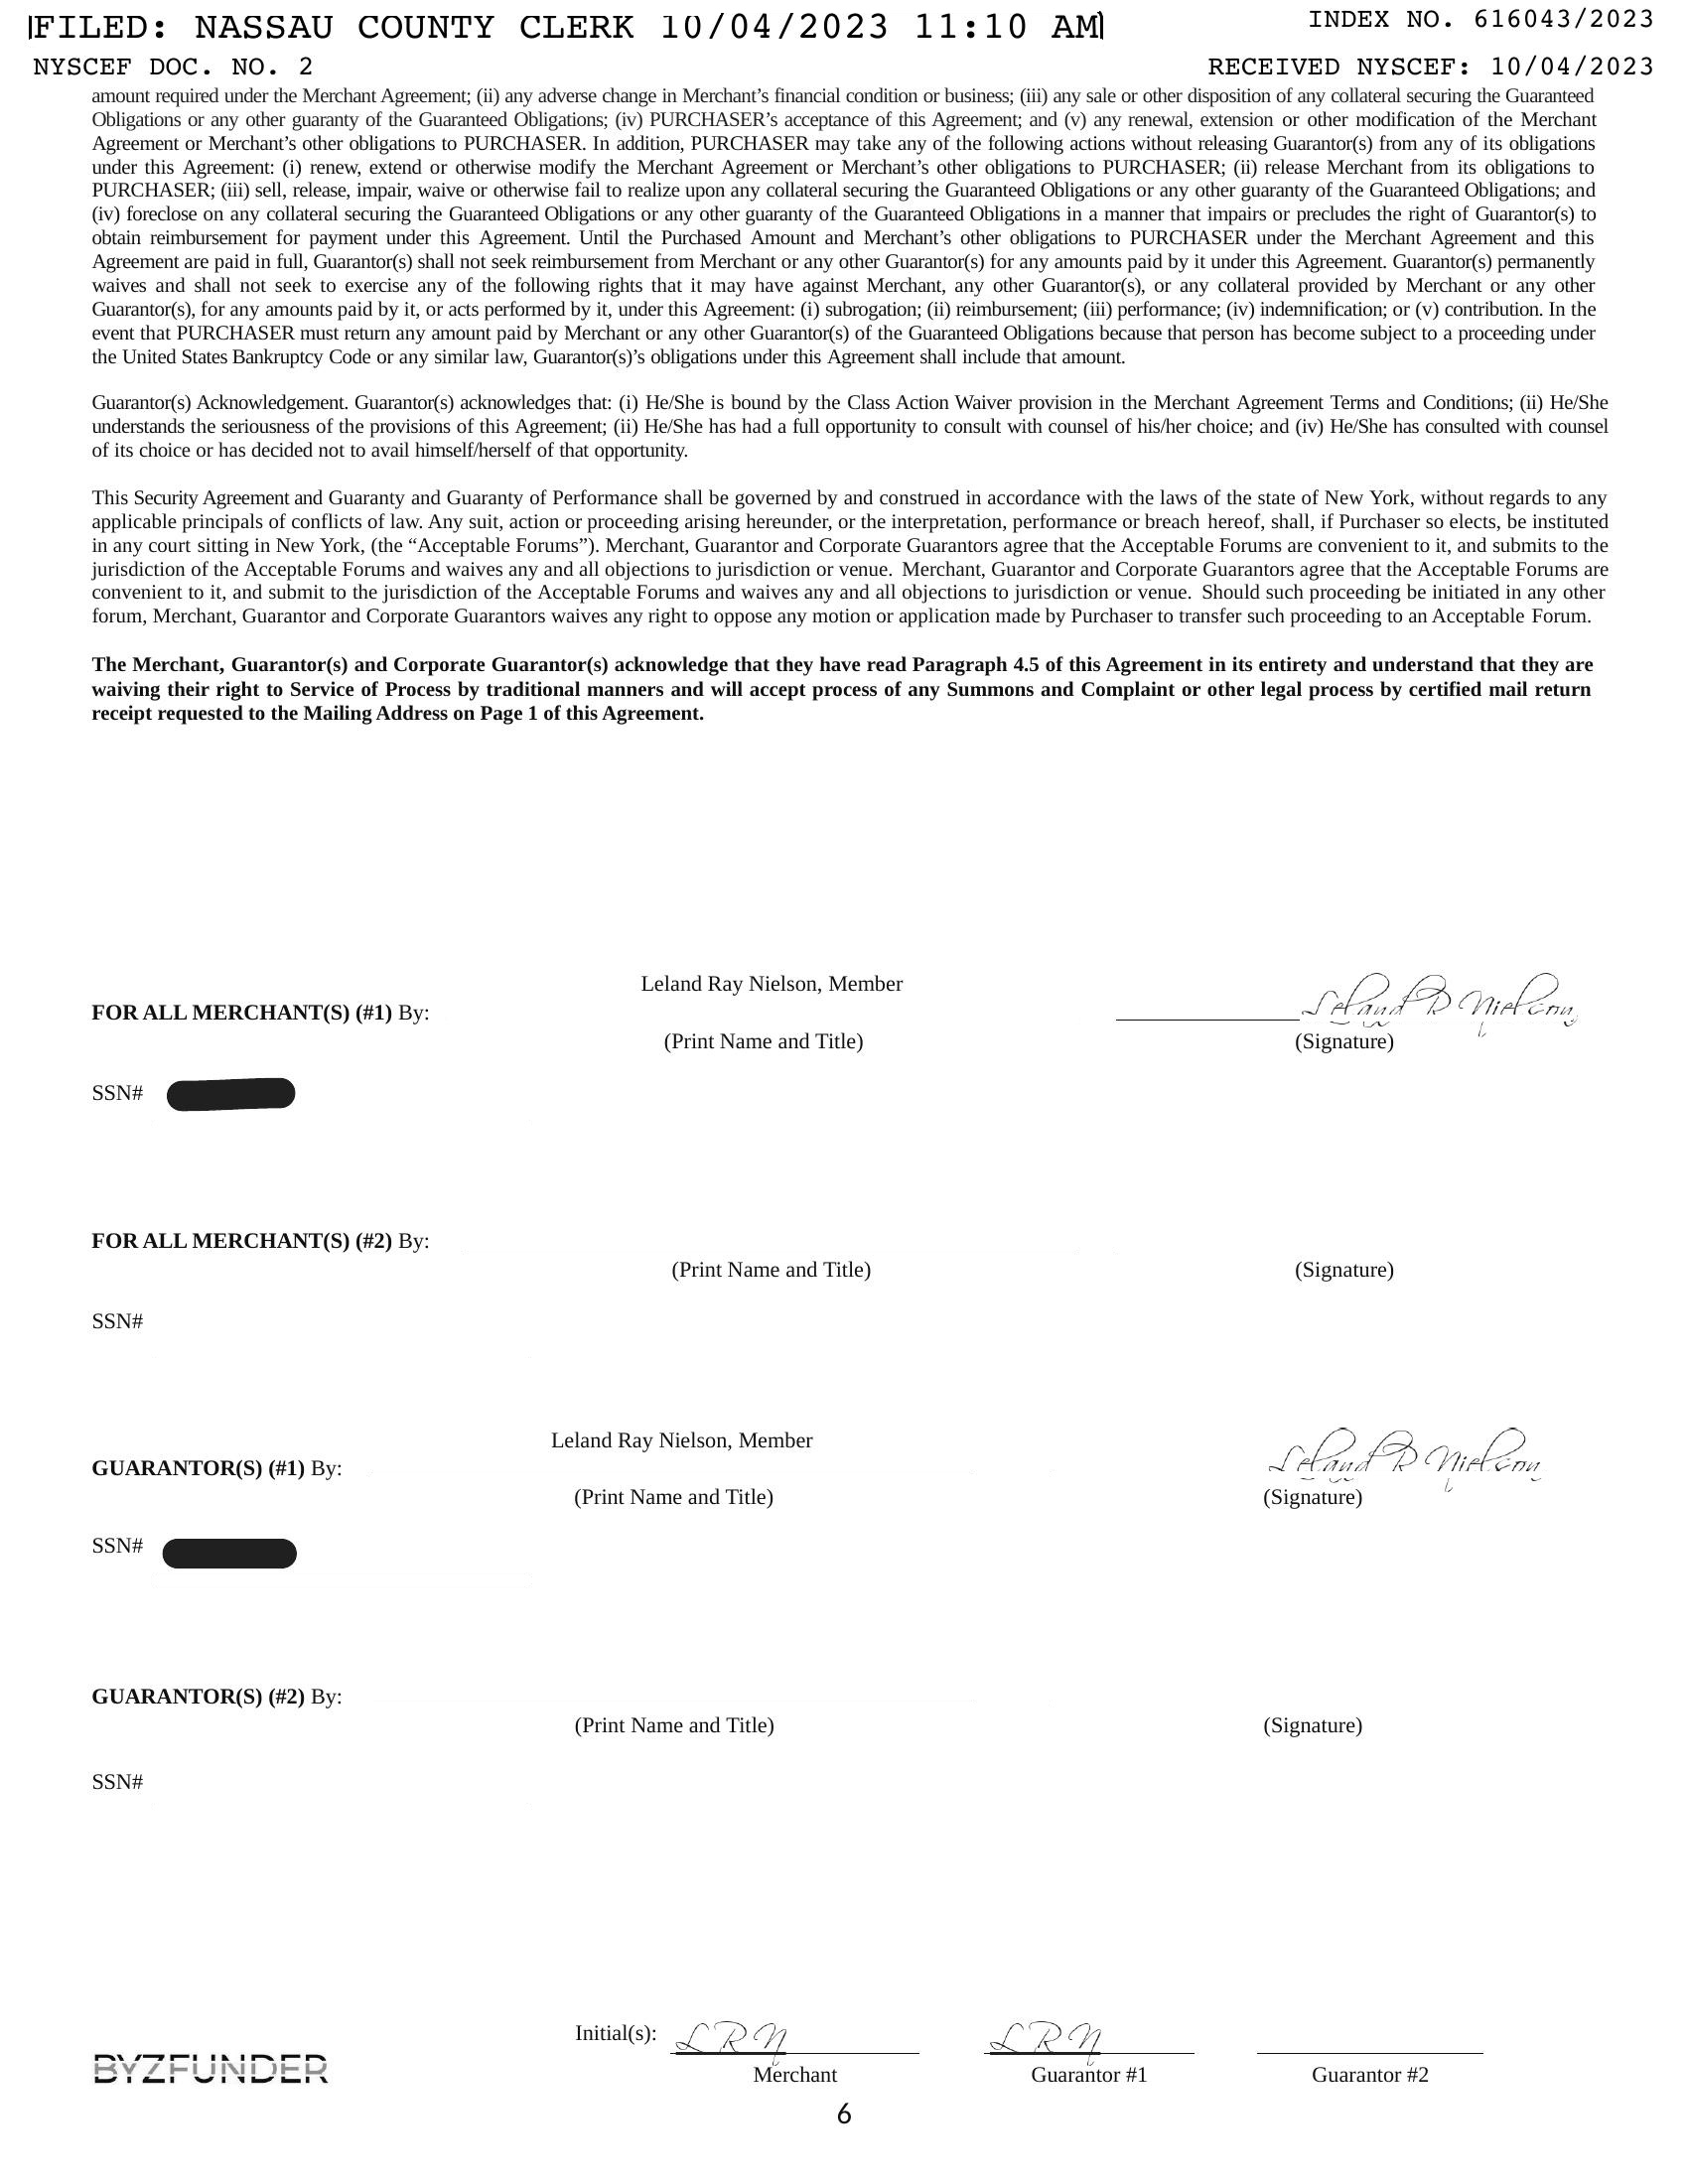 FILED: NASSAU COUNTY CLERK 10/04/2023 11:10 AM
INDEX NO. 616043/2023
NYSCEF DOC. NO. 2
RECEIVED NYSCEF: 10/04/2023
amount required under the Merchant Agreement; (ii) any adverse change in Merchant’s financial condition or business; (iii) any sale or other disposition of any collateral securing the Guaranteed
Obligations or any other guaranty of the Guaranteed Obligations; (iv) PURCHASER’s acceptance of this Agreement; and (v) any renewal, extension or other modification of the Merchant
Agreement or Merchant’s other obligations to PURCHASER. In addition, PURCHASER may take any of the following actions without releasing Guarantor(s) from any of its obligations
under this Agreement: (i) renew, extend or otherwise modify the Merchant Agreement or Merchant’s other obligations to PURCHASER; (ii) release Merchant from its obligations to
PURCHASER; (iii) sell, release, impair, waive or otherwise fail to realize upon any collateral securing the Guaranteed Obligations or any other guaranty of the Guaranteed Obligations; and
(iv) foreclose on any collateral securing the Guaranteed Obligations or any other guaranty of the Guaranteed Obligations in a manner that impairs or precludes the right of Guarantor(s) to
obtain reimbursement for payment under this Agreement. Until the Purchased Amount and Merchant’s other obligations to PURCHASER under the Merchant Agreement and this
Agreement are paid in full, Guarantor(s) shall not seek reimbursement from Merchant or any other Guarantor(s) for any amounts paid by it under this Agreement. Guarantor(s) permanently
waives and shall not seek to exercise any of the following rights that it may have against Merchant, any other Guarantor(s), or any collateral provided by Merchant or any other
Guarantor(s), for any amounts paid by it, or acts performed by it, under this Agreement: (i) subrogation; (ii) reimbursement; (iii) performance; (iv) indemnification; or (v) contribution. In the
event that PURCHASER must return any amount paid by Merchant or any other Guarantor(s) of the Guaranteed Obligations because that person has become subject to a proceeding under
the United States Bankruptcy Code or any similar law, Guarantor(s)’s obligations under this Agreement shall include that amount.
Guarantor(s) Acknowledgement. Guarantor(s) acknowledges that: (i) He/She is bound by the Class Action Waiver provision in the Merchant Agreement Terms and Conditions; (ii) He/She
understands the seriousness of the provisions of this Agreement; (ii) He/She has had a full opportunity to consult with counsel of his/her choice; and (iv) He/She has consulted with counsel
of its choice or has decided not to avail himself/herself of that opportunity.
This Security Agreement and Guaranty and Guaranty of Performance shall be governed by and construed in accordance with the laws of the state of New York, without regards to any
applicable principals of conflicts of law. Any suit, action or proceeding arising hereunder, or the interpretation, performance or breach hereof, shall, if Purchaser so elects, be instituted
in any court sitting in New York, (the “Acceptable Forums”). Merchant, Guarantor and Corporate Guarantors agree that the Acceptable Forums are convenient to it, and submits to the
jurisdiction of the Acceptable Forums and waives any and all objections to jurisdiction or venue. Merchant, Guarantor and Corporate Guarantors agree that the Acceptable Forums are
convenient to it, and submit to the jurisdiction of the Acceptable Forums and waives any and all objections to jurisdiction or venue. Should such proceeding be initiated in any other
forum, Merchant, Guarantor and Corporate Guarantors waives any right to oppose any motion or application made by Purchaser to transfer such proceeding to an Acceptable Forum.
The Merchant, Guarantor(s) and Corporate Guarantor(s) acknowledge that they have read Paragraph 4.5 of this Agreement in its entirety and understand that they are
waiving their right to Service of Process by traditional manners and will accept process of any Summons and Complaint or other legal process by certified mail return
receipt requested to the Mailing Address on Page 1 of this Agreement.
Leland Ray Nielson, Member
FOR ALL MERCHANT(S) (#1) By: Leland R Nielson
(Print Name and Title) (Signature)
SSN#
FOR ALL MERCHANT(S) (#2) By:
(Print Name and Title) (Signature)
SSN#
Leland Ray Nielson, Member
GUARANTOR(S) (#1) By: Leland R Nielson
(Print Name and Title) (Signature)
SSN#
GUARANTOR(S) (#2) By:
(Print Name and Title) (Signature)
SSN#
Initial(s): LRN LRN
BYZFUNDER
Merchant Guarantor #1 Guarantor #2
6